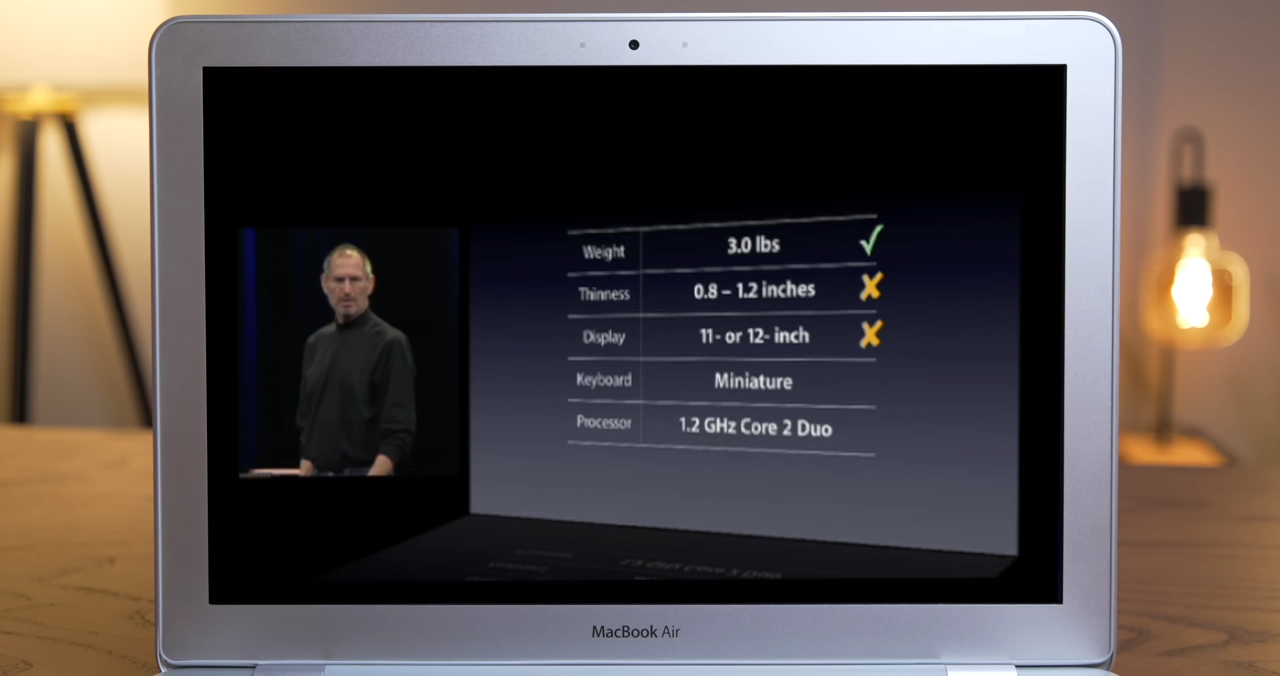 Weight 3.0 lbs ✓
Thinness 0.8 – 1.2 inches ✗
Display 11- or 12- inch ✗
Keyboard Miniature
Processor 1.2 GHz Core 2 Duo
MacBook Air